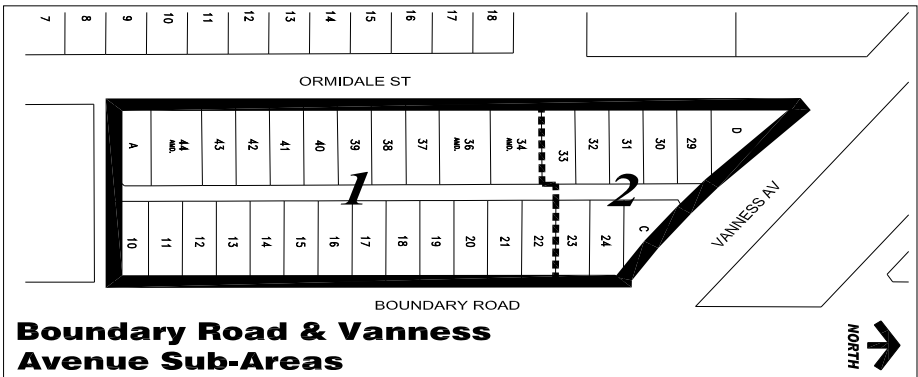 7 8 9 10 11 12 13 14 15 16 17 18
ORMIDALE ST
A 44 AMD. 43 42 41 40 39 38 37 36 AMD. 34 AMD. 33 32 31 30 29 D
1 2
VANNESS AV
10 11 12 13 14 15 16 17 18 19 20 21 22 23 24 C
BOUNDARY ROAD
Boundary Road & Vanness
Avenue Sub-Areas
NORTH